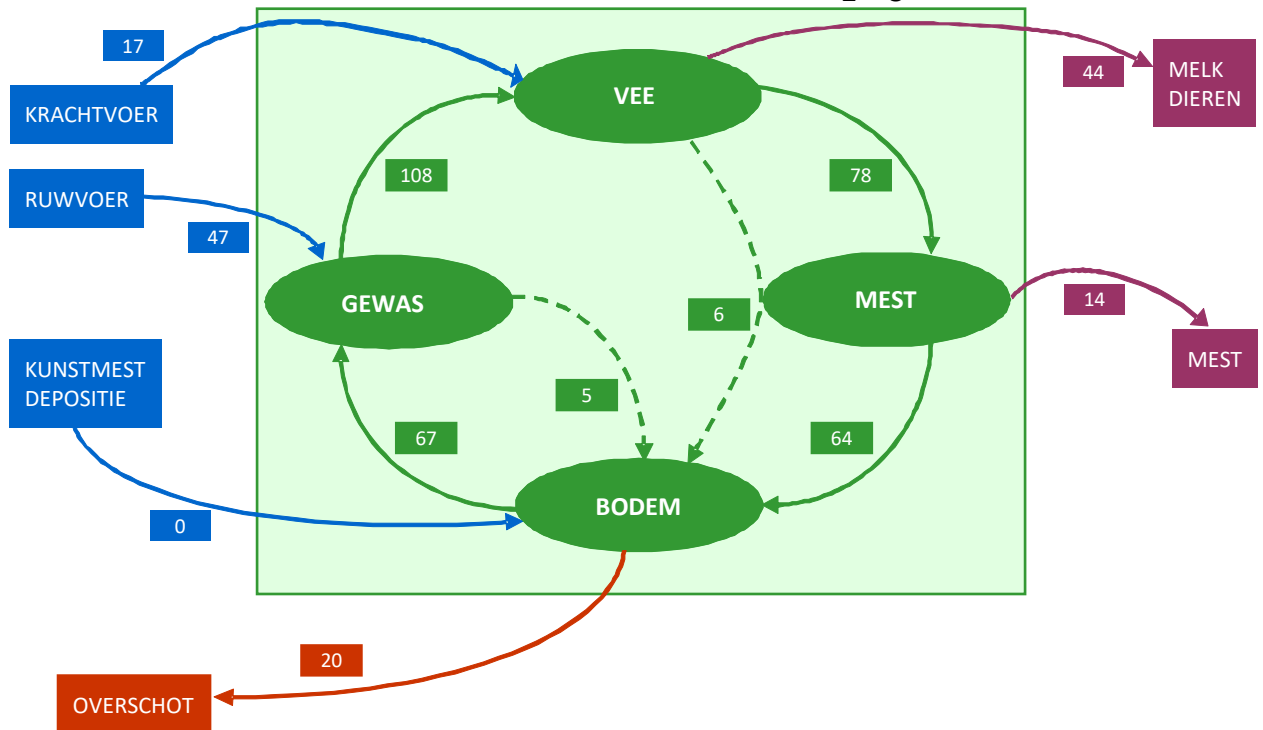 17
KRACHTVOER
VEE
44
MELK
DIEREN
108
78
RUWVOER
47
GEWAS
6
MEST
14
MEST
KUNSTMEST
DEPOSITIE
5
67
64
BODEM
0
20
OVERSCHOT